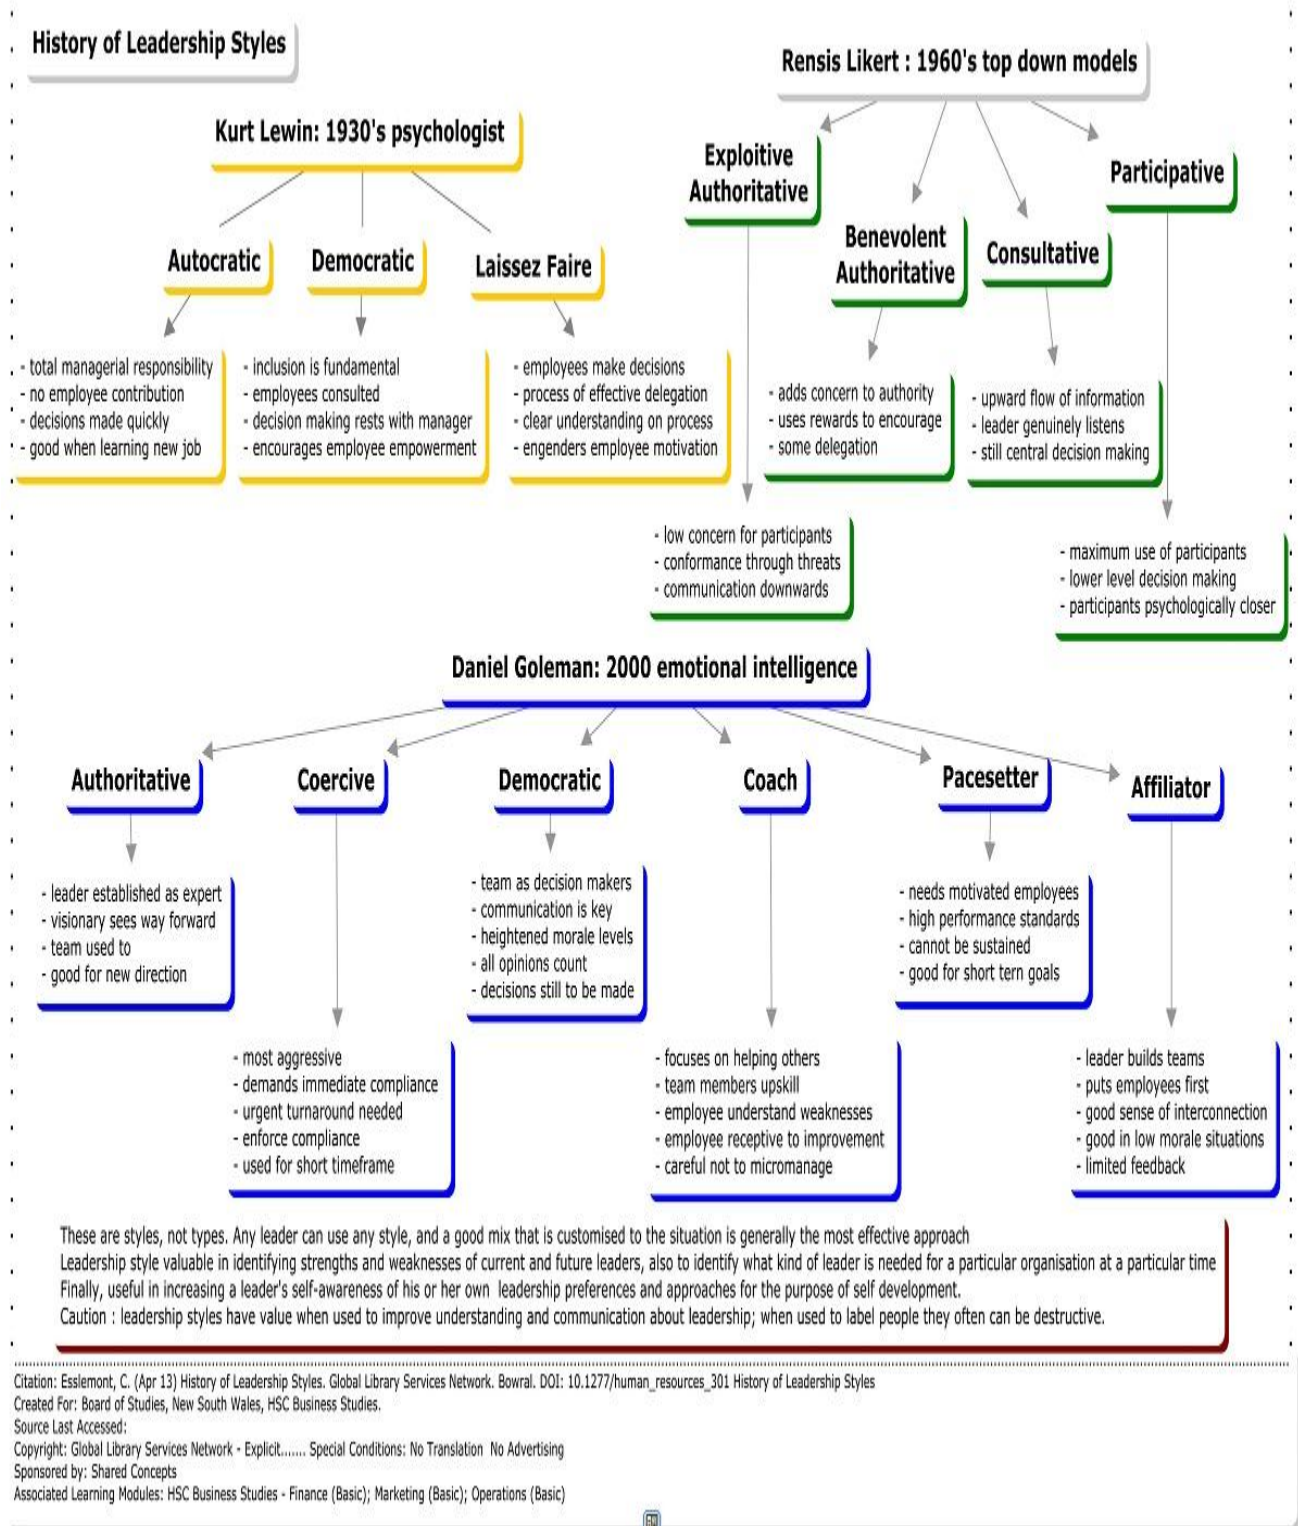 History of Leadership Styles
Kurt Lewin: 1930's psychologist
Autocratic
- total managerial responsibility
- no employee contribution
- decisions made quickly
- good when learning new job
Democratic
- inclusion is fundamental
- employees consulted
- decision making rests with manager
- encourages employee empowerment
Laissez Faire
- employees make decisions
- process of effective delegation
- clear understanding on process
- engenders employee motivation
Rensis Likert : 1960's top down models
Exploitive
Authoritative
- low concern for participants
- conformance through threats
- communication downwards
Benevolent
Authoritative
- adds concern to authority
- uses rewards to encourage
- some delegation
Consultative
- upward flow of information
- leader genuinely listens
- still central decision making
Participative
- maximum use of participants
- lower level decision making
- participants psychologically closer
Daniel Goleman: 2000 emotional intelligence
Authoritative
- leader established as expert
- visionary sees way forward
- team used to
- good for new direction
Coercive
- most aggressive
- demands immediate compliance
- urgent turnaround needed
- enforce compliance
- used for short timeframe
Democratic
- team as decision makers
- communication is key
- heightened morale levels
- all opinions count
- decisions still to be made
Coach
- focuses on helping others
- team members upskill
- employee understand weaknesses
- employee receptive to improvement
- careful not to micromanage
Pacesetter
- needs motivated employees
- high performance standards
- cannot be sustained
- good for short tern goals
Affiliator
- leader builds teams
- puts employees first
- good sense of interconnection
- good in low morale situations
- limited feedback
These are styles, not types. Any leader can use any style, and a good mix that is customised to the situation is generally the most effective approach
Leadership style valuable in identifying strengths and weaknesses of current and future leaders, also to identify what kind of leader is needed for a particular organisation at a particular time
Finally, useful in increasing a leader's self-awareness of his or her own leadership preferences and approaches for the purpose of self development.
Caution : leadership styles have value when used to improve understanding and communication about leadership; when used to label people they often can be destructive.
Citation: Esslemont, C. (Apr 13) History of Leadership Styles. Global Library Services Network. Bowral. DOI: 10.1277/human_resources_301 History of Leadership Styles
Created For: Board of Studies, New South Wales, HSC Business Studies.
Source Last Accessed:
Copyright: Global Library Services Network - Explicit....... Special Conditions: No Translation No Advertising
Sponsored by: Shared Concepts
Associated Learning Modules: HSC Business Studies - Finance (Basic); Marketing (Basic); Operations (Basic)